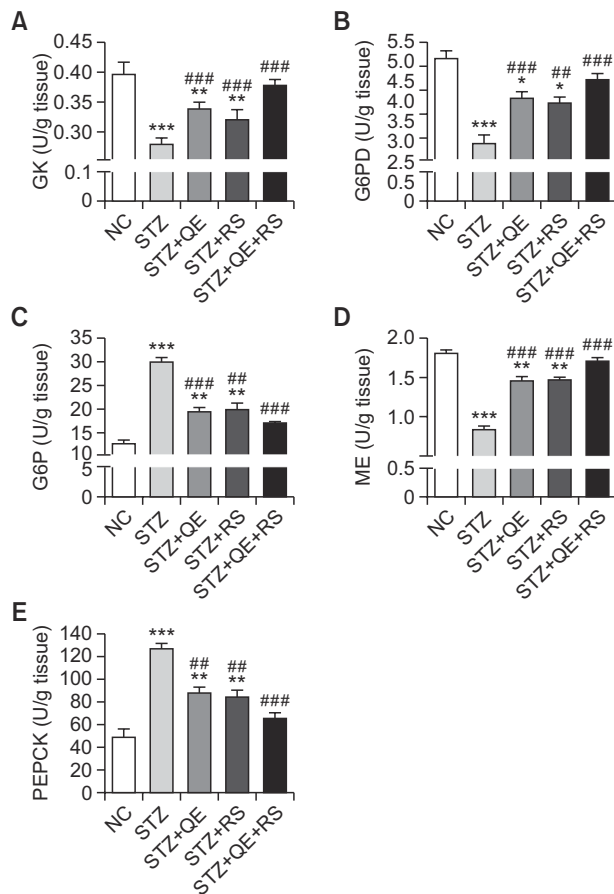 A
GK (U/g tissue)
0.45
0.40
0.35
0.30
0.1
0
***
###
**
###
**
###
NC
STZ
STZ+QE
STZ+RS
STZ+QE+RS
B
G6PD (U/g tissue)
5.0
4.5
4.0
3.5
3.0
2.5
0.5
0.0
***
###
*
##
*
###
NC
STZ
STZ+QE
STZ+RS
STZ+QE+RS
C
G6P (U/g tissue)
35
30
25
20
15
10
5
0
***
###
**
##
**
###
NC
STZ
STZ+QE
STZ+RS
STZ+QE+RS
D
ME (U/g tissue)
2.0
1.5
1.0
0.5
0
***
###
**
###
**
###
NC
STZ
STZ+QE
STZ+RS
STZ+QE+RS
E
PEPCK (U/g tissue)
140
120
100
80
60
40
20
0
***
##
**
##
**
###
NC
STZ
STZ+QE
STZ+RS
STZ+QE+RS